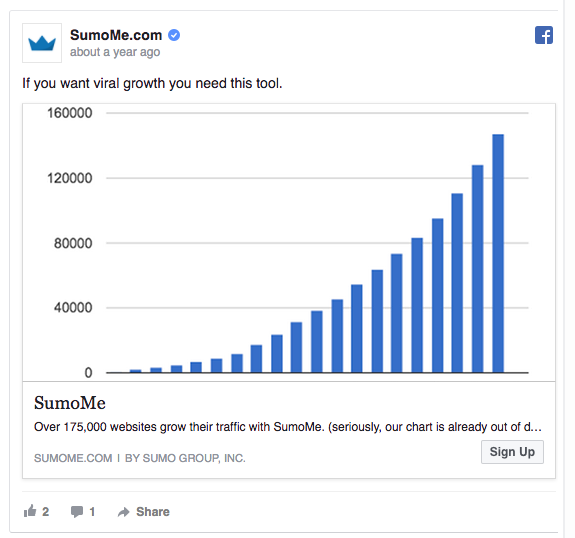 SumoMe.com
about a year ago
If you want viral growth you need this tool.
160000
120000
80000
40000
0
SumoMe
Over 175,000 websites grow their traffic with SumoMe. (seriously, our chart is already out of d...
SUMOME.COM | BY SUMO GROUP, INC.
Sign Up
2 1 Share